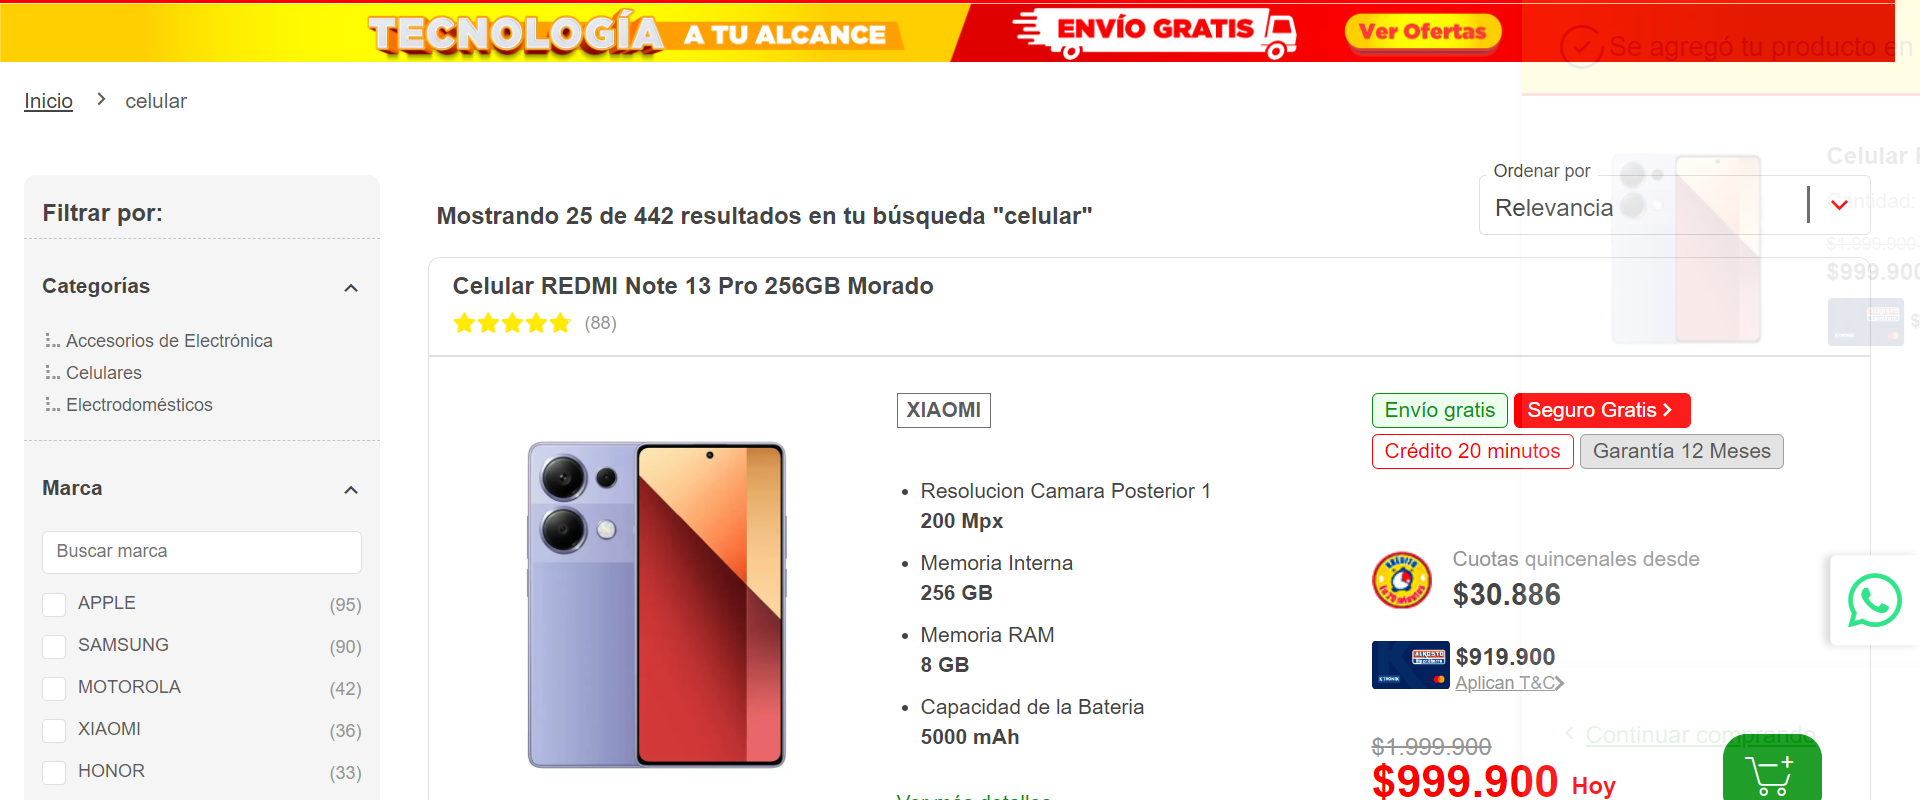 TECNOLOGÍA A TU ALCANCE
ENVÍO GRATIS
Ver Ofertas
Se agregó tu producto en
Inicio
celular
Filtrar por:
Categorías
Accesorios de Electrónica
Celulares
Electrodomésticos
Marca
Buscar marca
APPLE (95)
SAMSUNG (90)
MOTOROLA (42)
XIAOMI (36)
HONOR (33)
Mostrando 25 de 442 resultados en tu búsqueda "celular"
Ordenar por
Relevancia
Celular
$1.999.900
$999.900
$
Celular REDMI Note 13 Pro 256GB Morado
(88)
XIAOMI
Resolucion Camara Posterior 1
200 Mpx
Memoria Interna
256 GB
Memoria RAM
8 GB
Capacidad de la Bateria
5000 mAh
Ver más detalles
Envío gratis
Seguro Gratis
Crédito 20 minutos
Garantía 12 Meses
Cuotas quincenales desde
$30.886
ALKOSTO
K-TRONIX
$919.900
Aplican T&C
Continuar comprando
$1.999.900
$999.900 Hoy